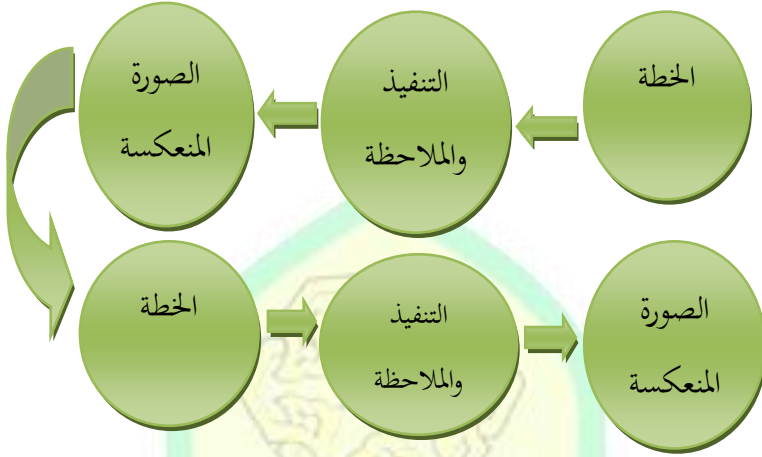 الخطة
التنفيذ
والملاحظة
الصورة
المنعكسة
الخطة
التنفيذ
والملاحظة
الصورة
المنعكسة